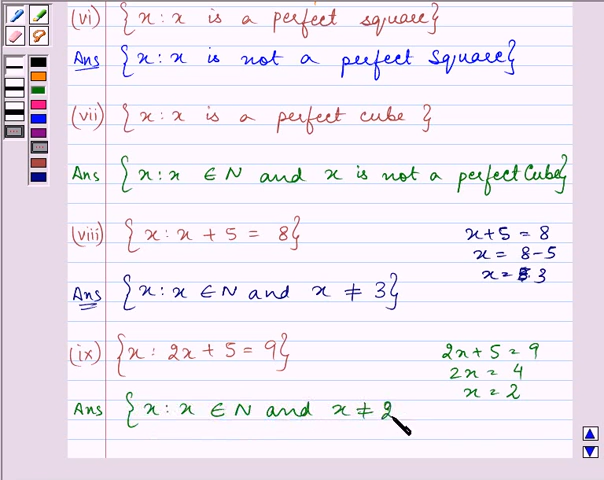 (vi) {x : x is a perfect square}
Ans {x : x is not a perfect Square}
(vii) {x : x is a perfect cube }
Ans {x : x ∈ N and x is not a perfect Cube}
(viii) {x : x + 5 = 8}
x + 5 = 8
x = 8 - 5
x = 3
Ans {x : x ∈ N and x ≠ 3}
(ix) {x : 2x + 5 = 9}
2x + 5 = 9
2x = 4
x = 2
Ans {x : x ∈ N and x ≠ 2